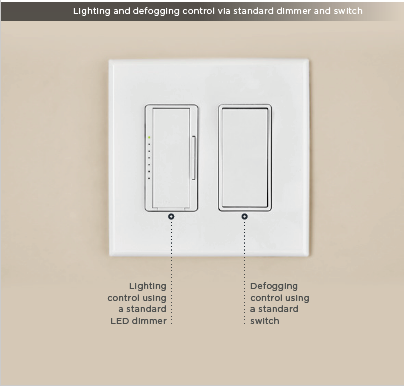 Lighting and defogging control via standard dimmer and switch
Lighting
control using
a standard
LED dimmer
Defogging
control using
a standard
switch